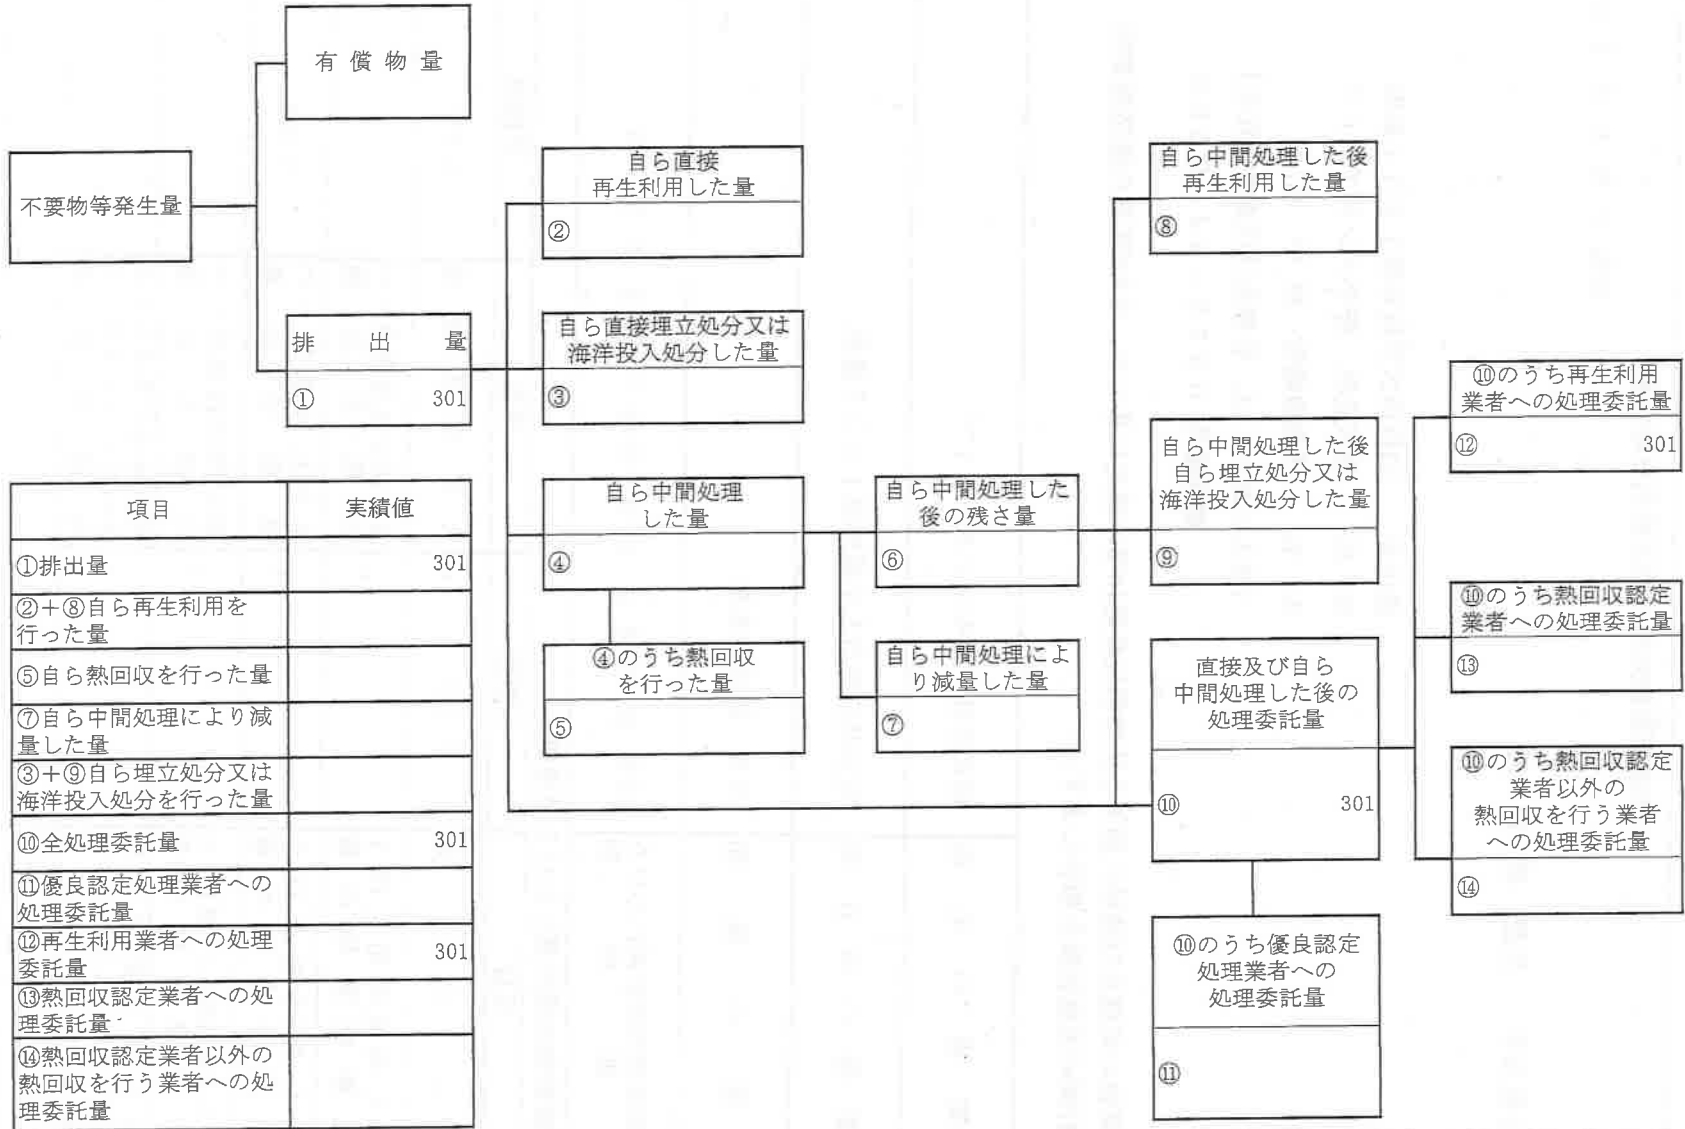 有償物量
不要物等発生量
排出量
① 301
自ら直接
再生利用した量
②
自ら直接埋立処分又は
海洋投入処分した量
③
自ら中間処理
した量
④
④のうち熱回収
を行った量
⑤
自ら中間処理した
後の残さ量
⑥
自ら中間処理によ
り減量した量
⑦
自ら中間処理した後
再生利用した量
⑧
自ら中間処理した後
自ら埋立処分又は
海洋投入処分した量
⑨
直接及び自ら
中間処理した後の
処理委託量
⑩ 301
⑩のうち優良認定
処理業者への
処理委託量
⑪
⑩のうち再生利用
業者への処理委託量
⑫ 301
⑩のうち熱回収認定
業者への処理委託量
⑬
⑩のうち熱回収認定
業者以外の
熱回収を行う業者
への処理委託量
⑭
項目 実績値
①排出量 301
②+⑧自ら再生利用を
行った量
⑤自ら熱回収を行った量
⑦自ら中間処理により減
量した量
③+⑨自ら埋立処分又は
海洋投入処分を行った量
⑩全処理委託量 301
⑪優良認定処理業者への
処理委託量
⑫再生利用業者への処理
委託量 301
⑬熱回収認定業者への処
理委託量
⑭熱回収認定業者以外の
熱回収を行う業者への処
理委託量